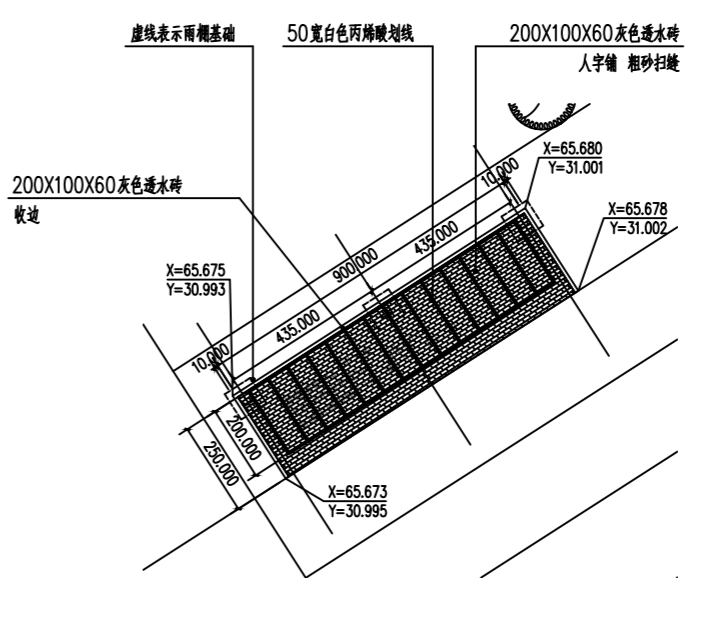 虚线表示雨棚基础
50宽白色丙烯酸划线
200X100X60灰色透水砖
人字铺 粗砂扫缝
X=65.680
Y=31.001
10.000
200X100X60灰色透水砖
收边
X=65.678
Y=31.002
435.000
900.000
X=65.675
Y=30.993
435.000
10.000
200.000
250.000
X=65.673
Y=30.995